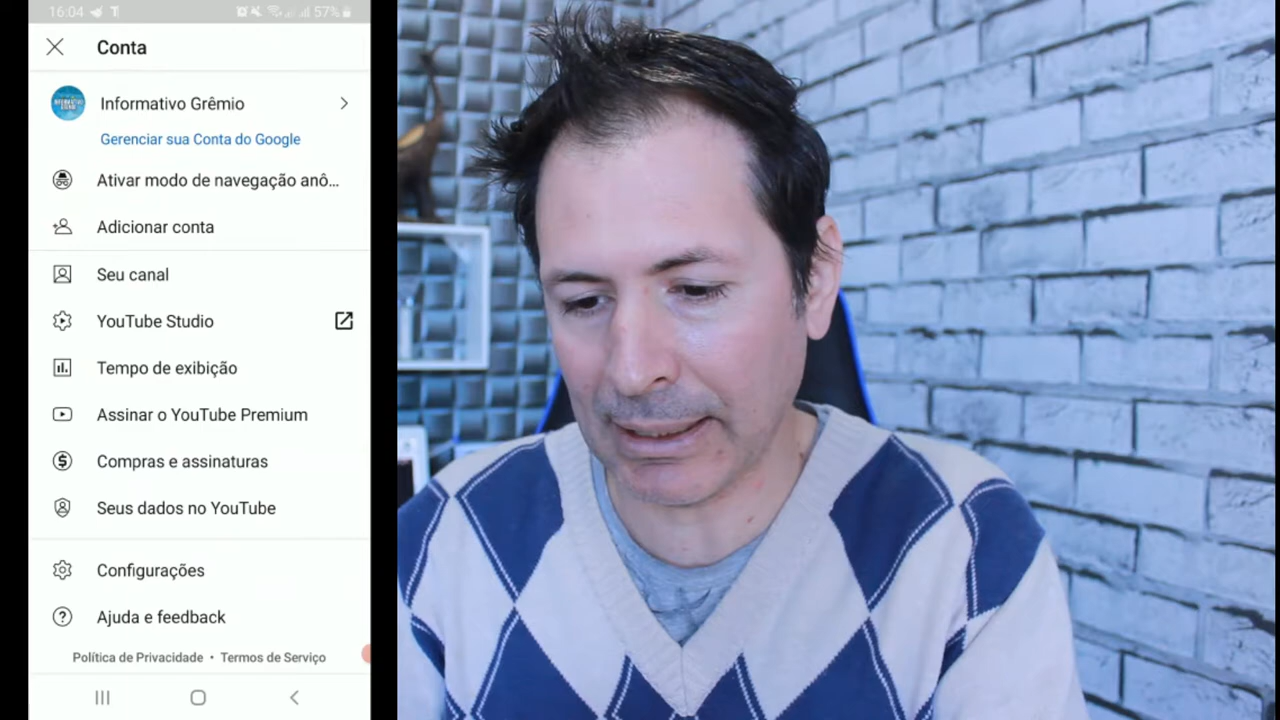 16:04
57%
Conta
Informativo Grêmio
Gerenciar sua Conta do Google
Ativar modo de navegação anô...
Adicionar conta
Seu canal
YouTube Studio
Tempo de exibição
Assinar o YouTube Premium
Compras e assinaturas
Seus dados no YouTube
Configurações
Ajuda e feedback
Política de Privacidade • Termos de Serviço